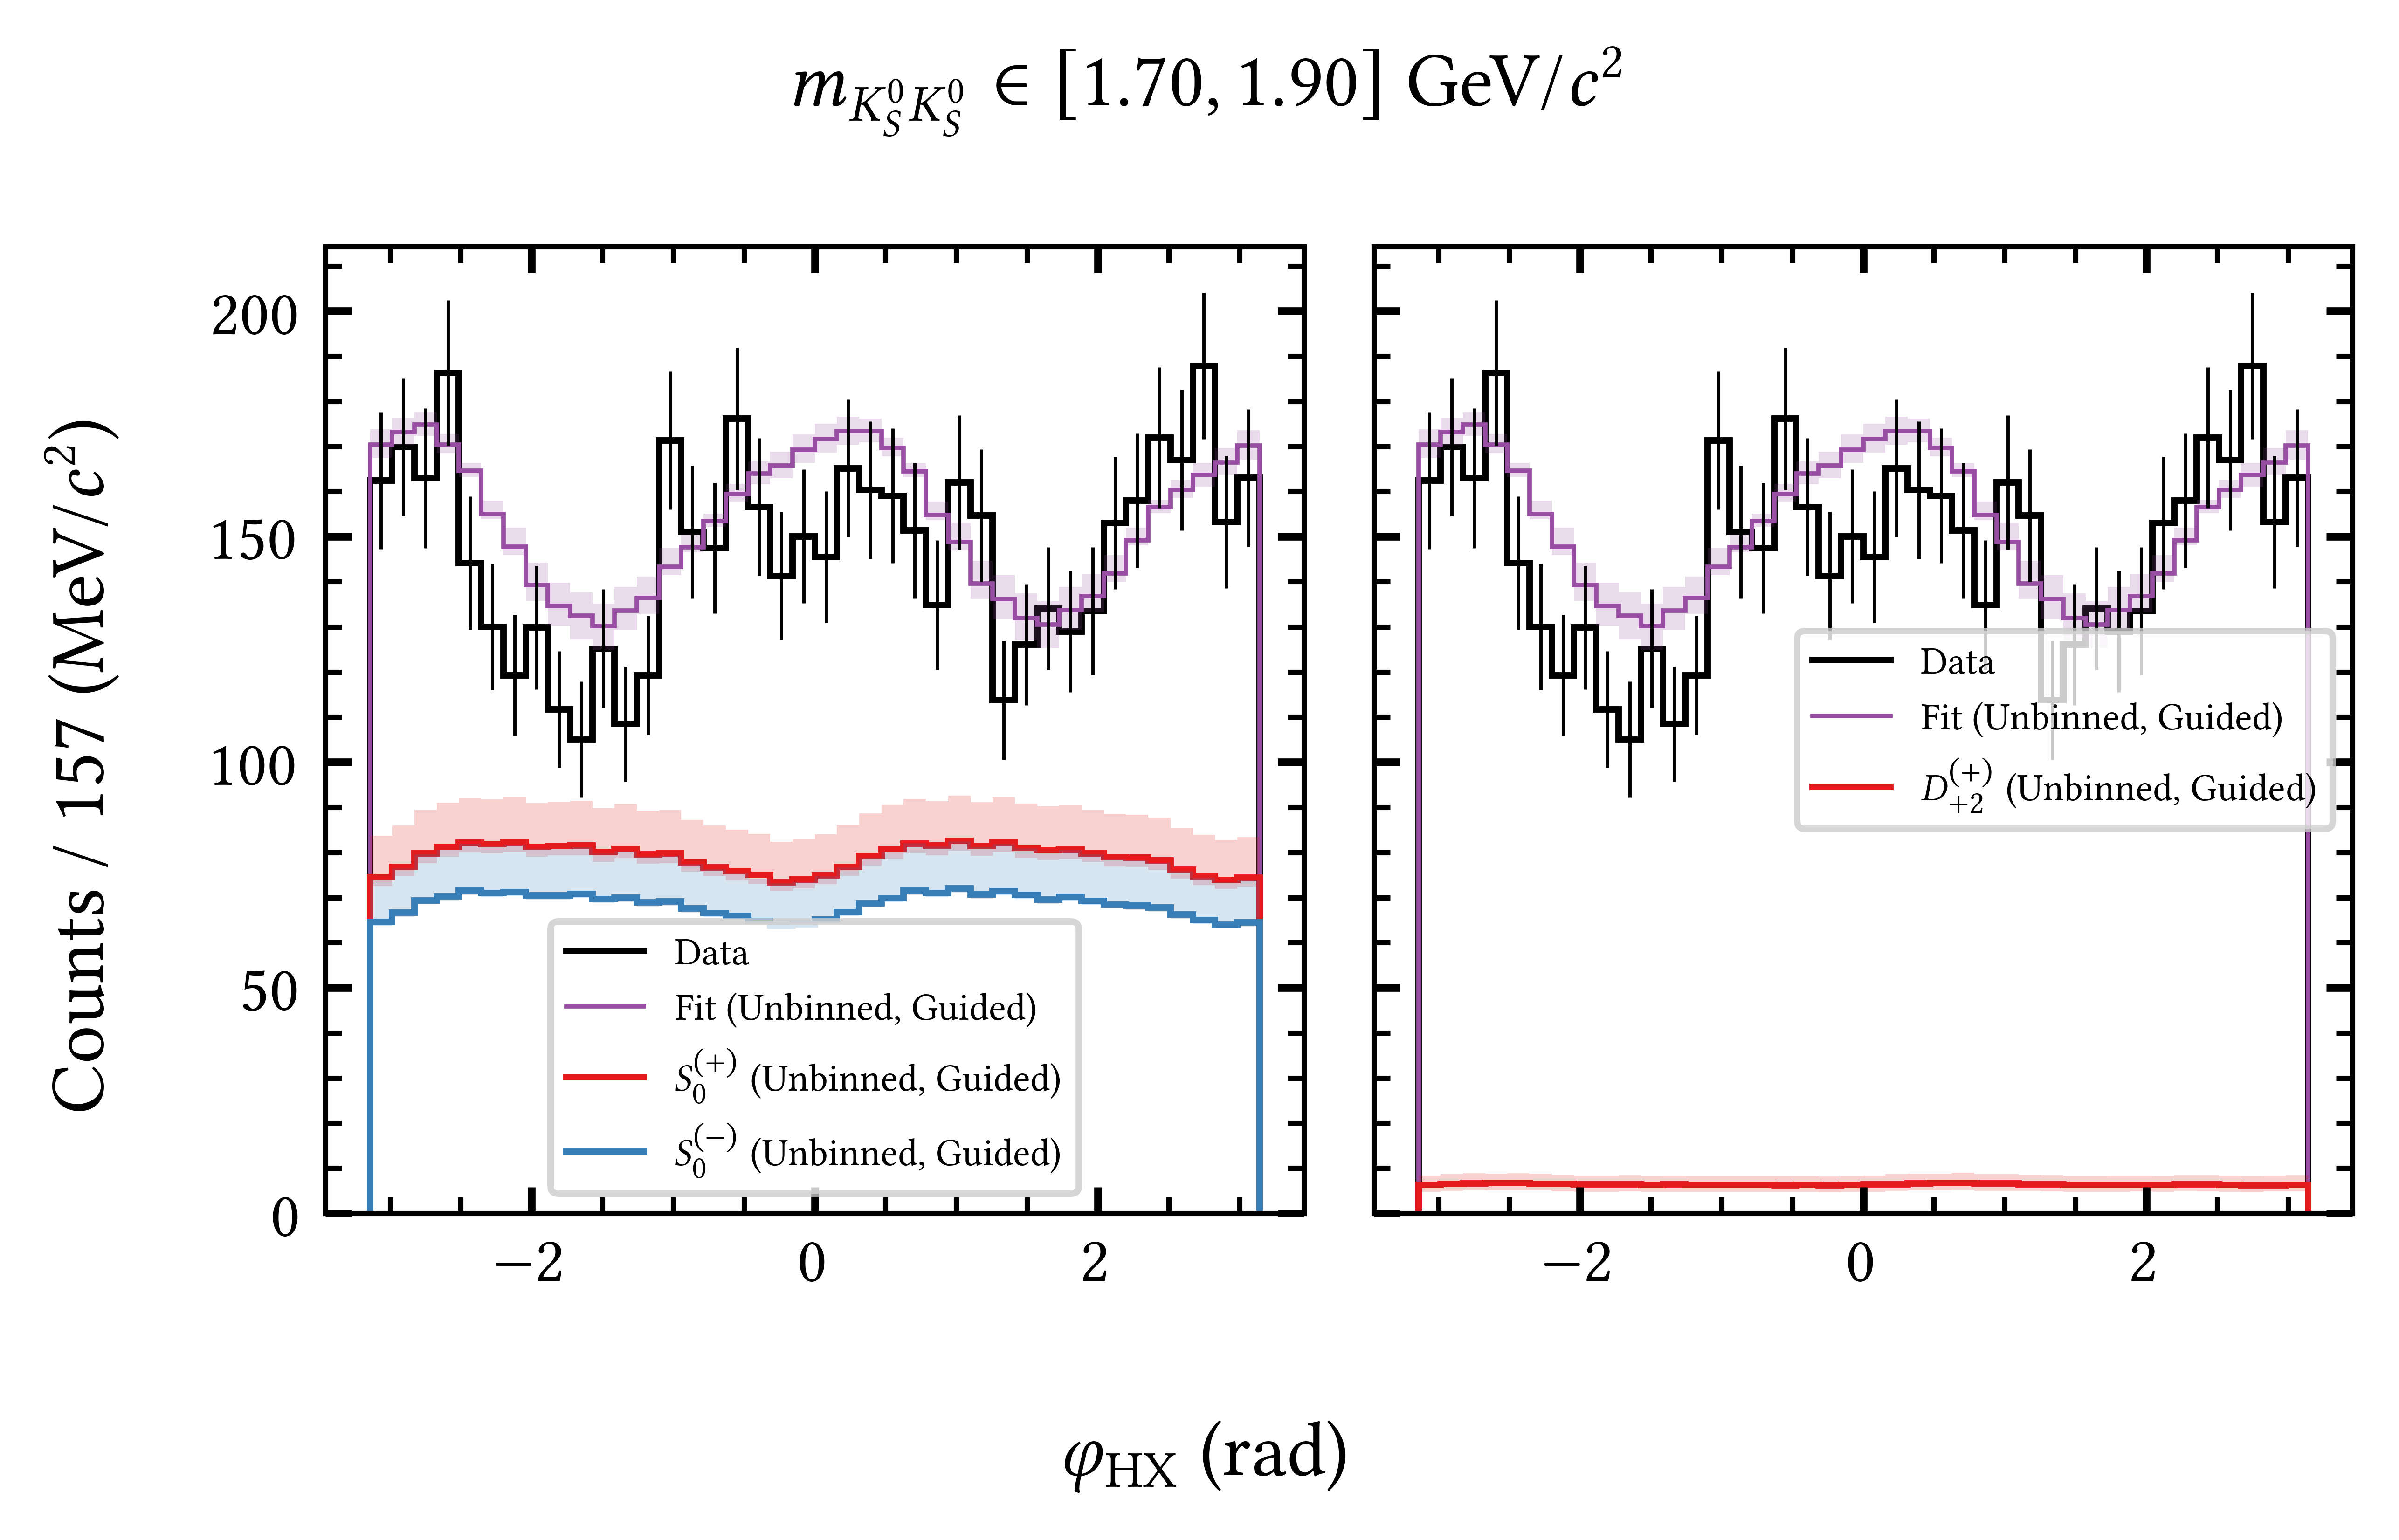 m_{K_S^0 K_S^0} ∈ [1.70, 1.90] GeV/c²
Counts / 157 (MeV/c²)
200
150
100
50
0
Data
Fit (Unbinned, Guided)
S_0^{(+)} (Unbinned, Guided)
S_0^{(−)} (Unbinned, Guided)
−2 0 2
Data
Fit (Unbinned, Guided)
D_{+2}^{(+)} (Unbinned, Guided)
−2 0 2
φ_{HX} (rad)